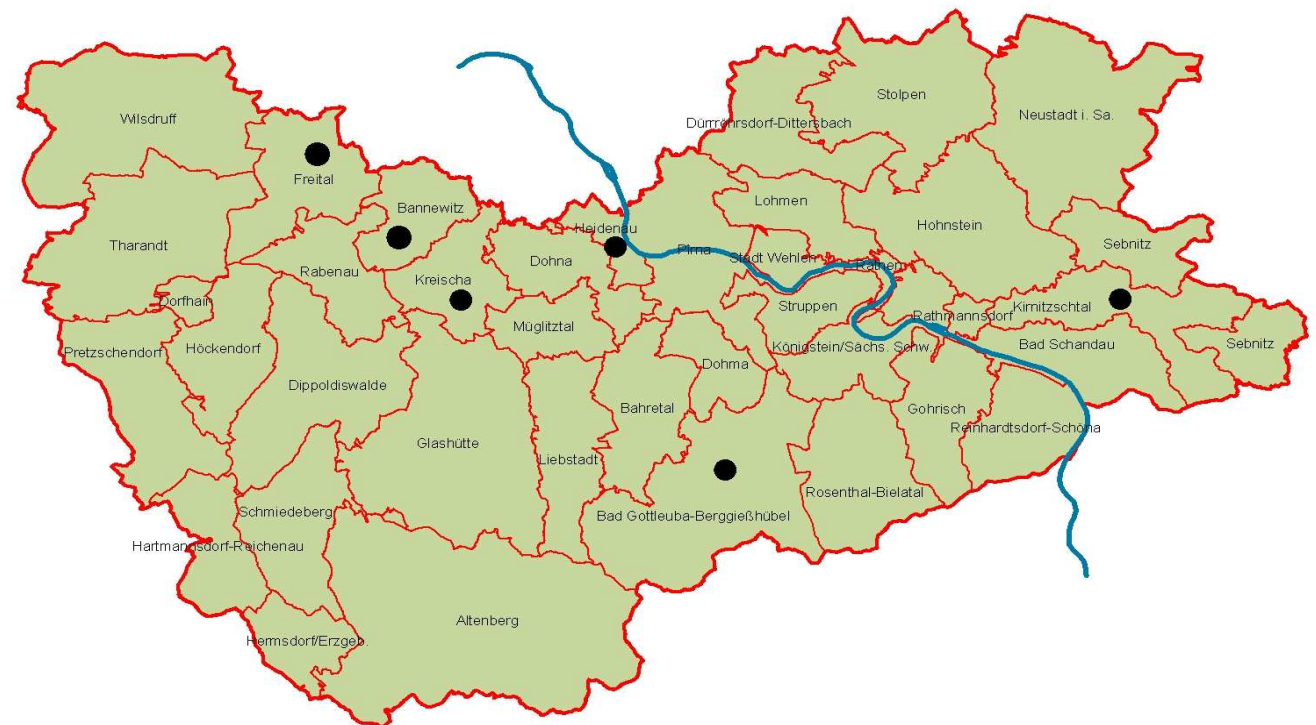 Stolpen
Wilsdruff
Neustadt i. Sa.
Dürrröhrsdorf-Dittersbach
Freital
Lohmen
Bannewitz
Hohnstein
Heidenau
Tharandt
Pirna
Sebnitz
Dohna
Stadt Wehlen
Rabenau
Rathen
Kreischa
Dorfhain
Struppen
Kirnitzschtal
Rathmannsdorf
Müglitztal
Pretzschendorf
Höckendorf
Königstein/Sächs. Schw.
Bad Schandau
Sebnitz
Dohma
Dippoldiswalde
Bahretal
Gohrisch
Reinhardtsdorf-Schöna
Glashütte
Liebstadt
Rosenthal-Bielatal
Schmiedeberg
Bad Gottleuba-Berggießhübel
Hartmannsdorf-Reichenau
Altenberg
Hermsdorf/Erzgeb.